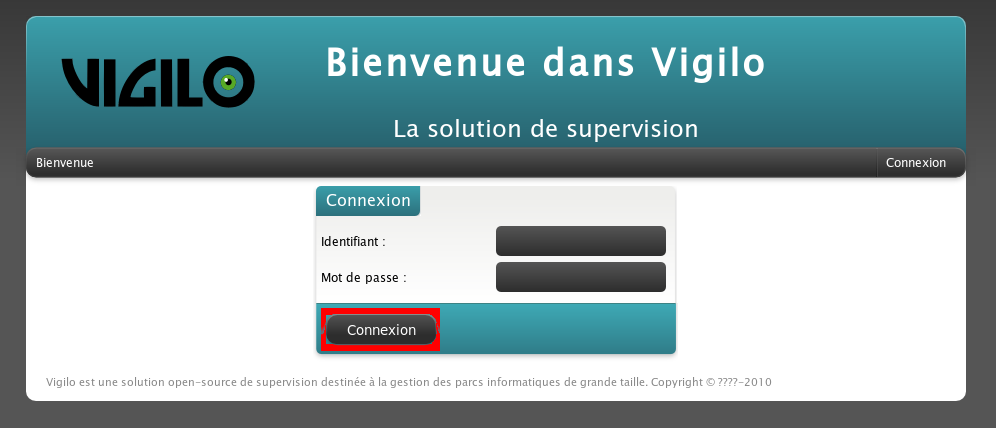 VIGILO
Bienvenue dans Vigilo
La solution de supervision
Bienvenue
Connexion
Connexion
Identifiant :
Mot de passe :
Connexion
Vigilo est une solution open-source de supervision destinée à la gestion des parcs informatiques de grande taille. Copyright © ????-2010